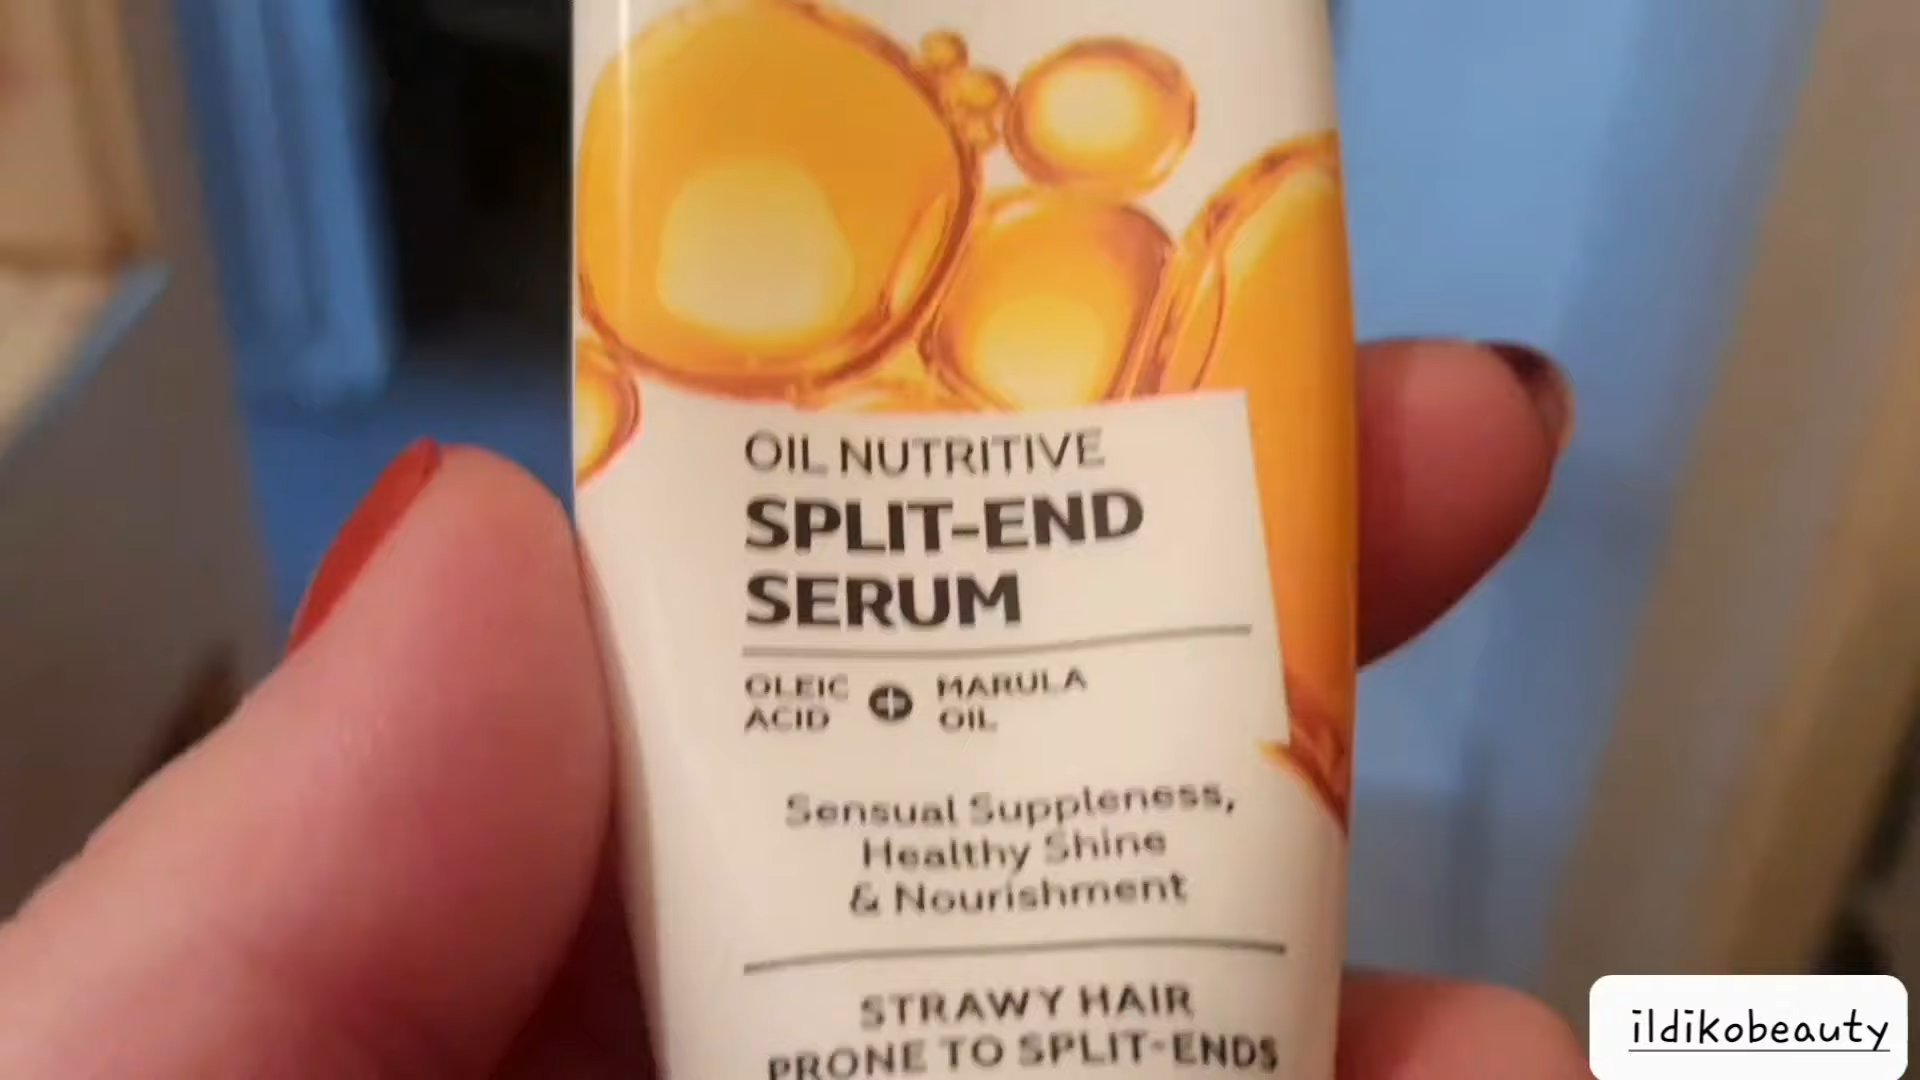 OIL NUTRITIVE
SPLIT-END
SERUM
OLEIC ACID + MARULA OIL
Sensual Suppleness,
Healthy Shine
& Nourishment
STRAWY HAIR
PRONE TO SPLIT-ENDS
ildikobeauty